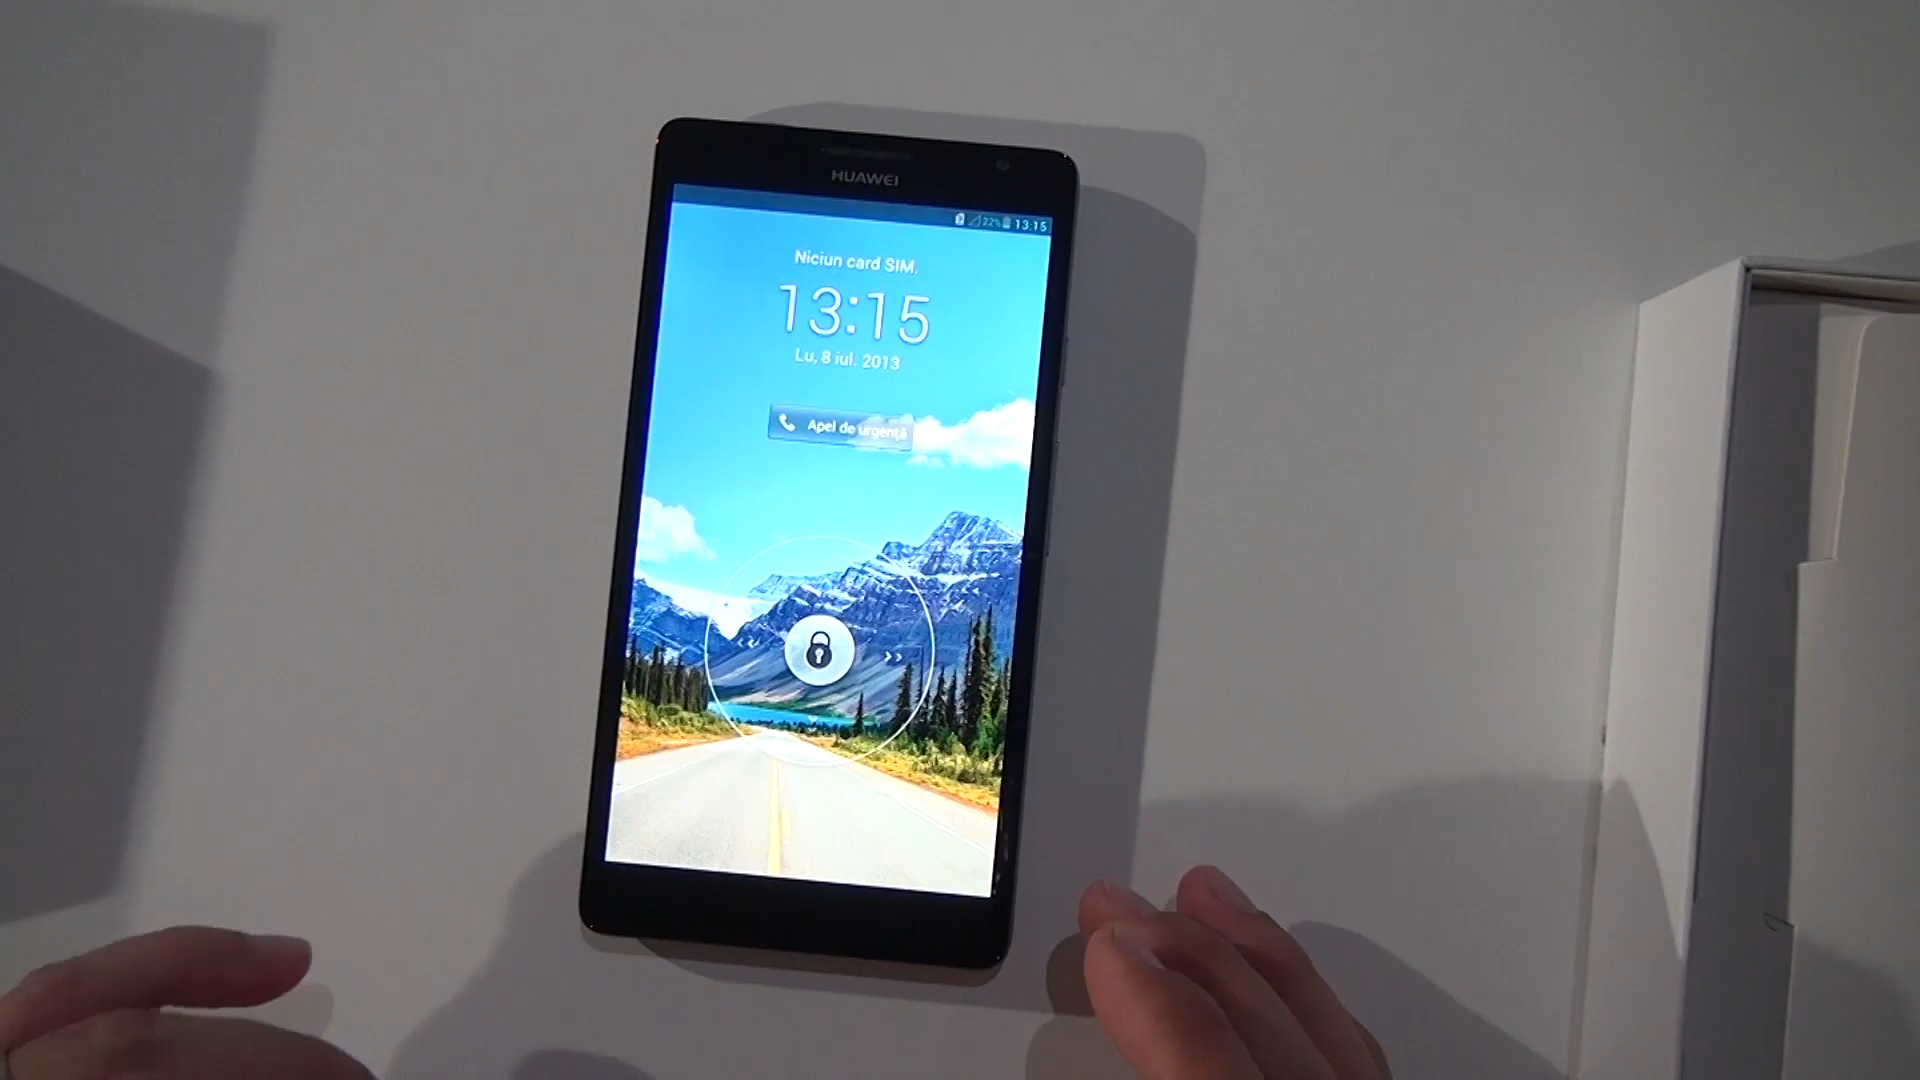 HUAWEI
22% 13:15
Niciun card SIM.
13:15
Lu, 8 iul. 2013
Apel de urgență